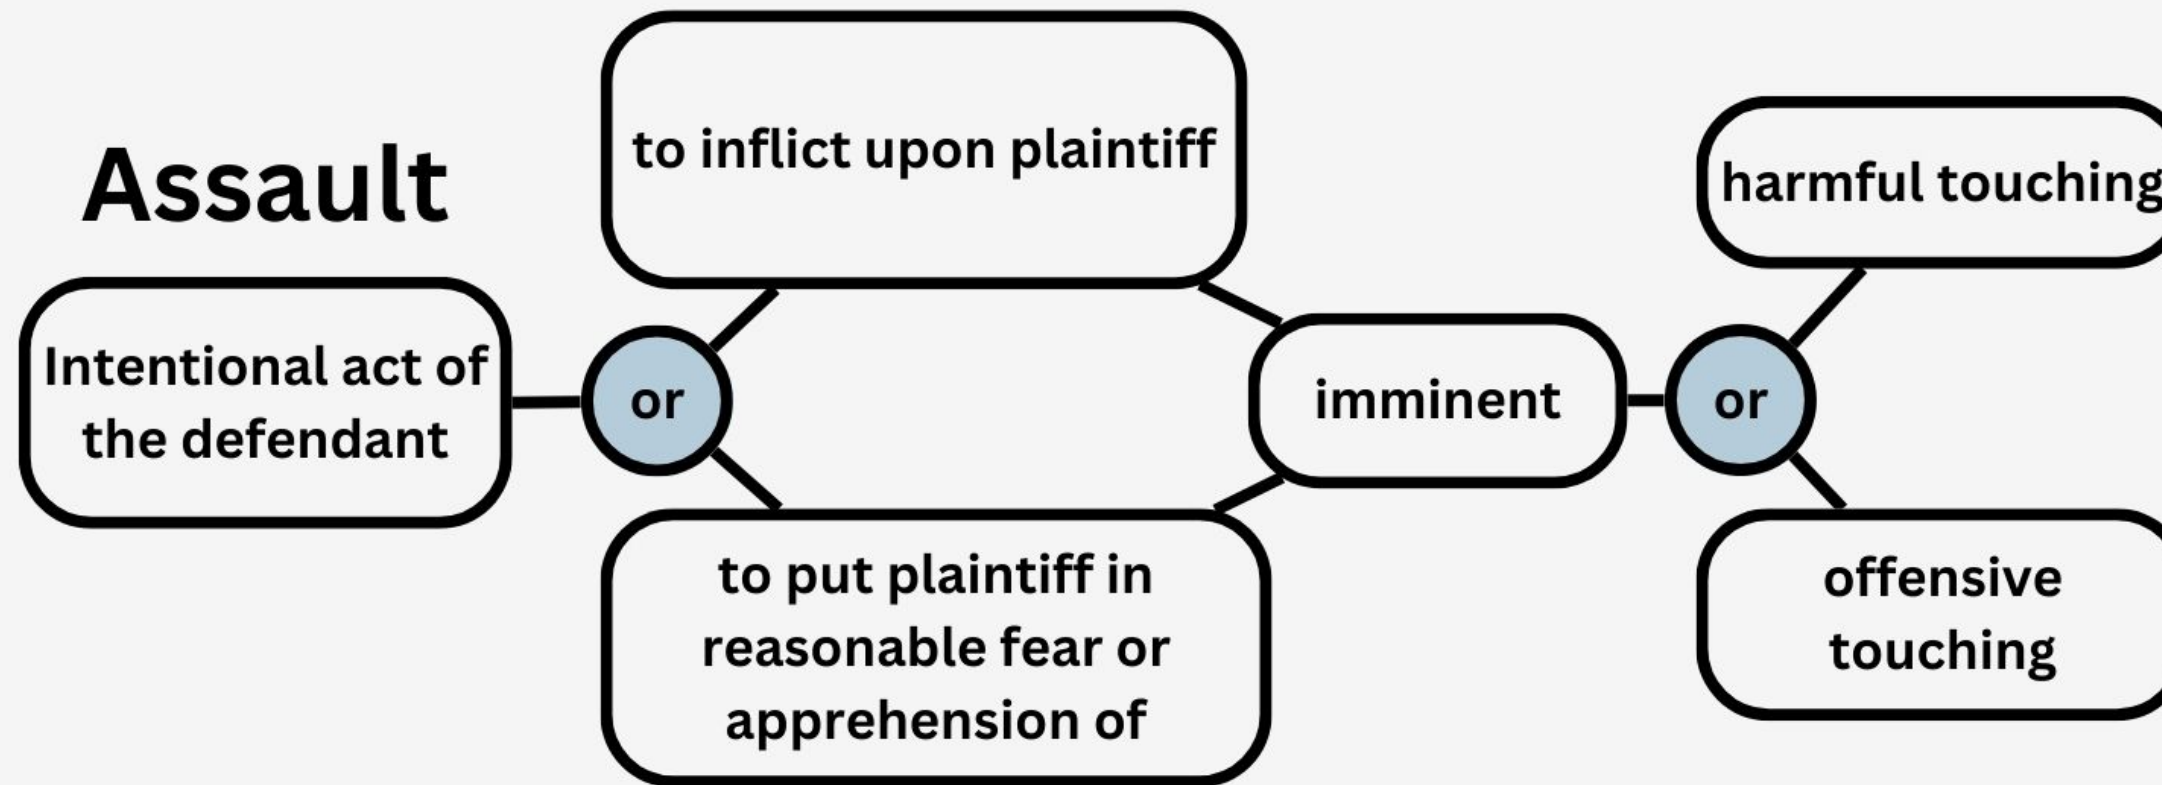 Assault
Intentional act of
the defendant
or
to inflict upon plaintiff
to put plaintiff in
reasonable fear or
apprehension of
imminent
or
harmful touching
offensive
touching